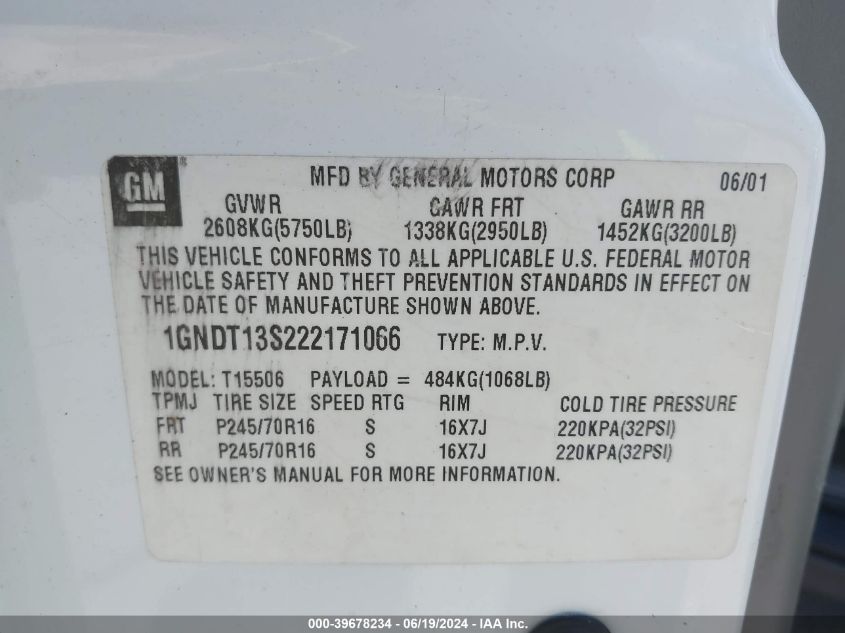 GM ®
MFD BY GENERAL MOTORS CORP 06/01
GVWR GAWR FRT GAWR RR
2608KG(5750LB) 1338KG(2950LB) 1452KG(3200LB)
THIS VEHICLE CONFORMS TO ALL APPLICABLE U.S. FEDERAL MOTOR
VEHICLE SAFETY AND THEFT PREVENTION STANDARDS IN EFFECT ON
THE DATE OF MANUFACTURE SHOWN ABOVE.
1GNDT13S222171066 TYPE: M.P.V.
MODEL: T15506 PAYLOAD = 484KG(1068LB)
TPMJ TIRE SIZE SPEED RTG RIM COLD TIRE PRESSURE
FRT P245/70R16 S 16X7J 220KPA(32PSI)
RR P245/70R16 S 16X7J 220KPA(32PSI)
SEE OWNER'S MANUAL FOR MORE INFORMATION.
000-39678234 - 06/19/2024 - IAA, Inc.